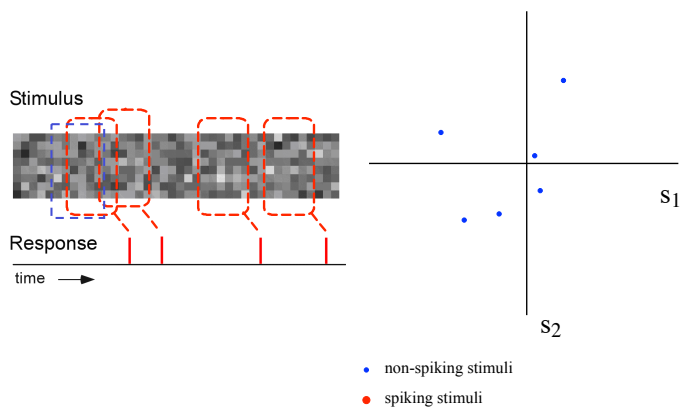 Stimulus
Response
time
s1
s2
non-spiking stimuli
spiking stimuli